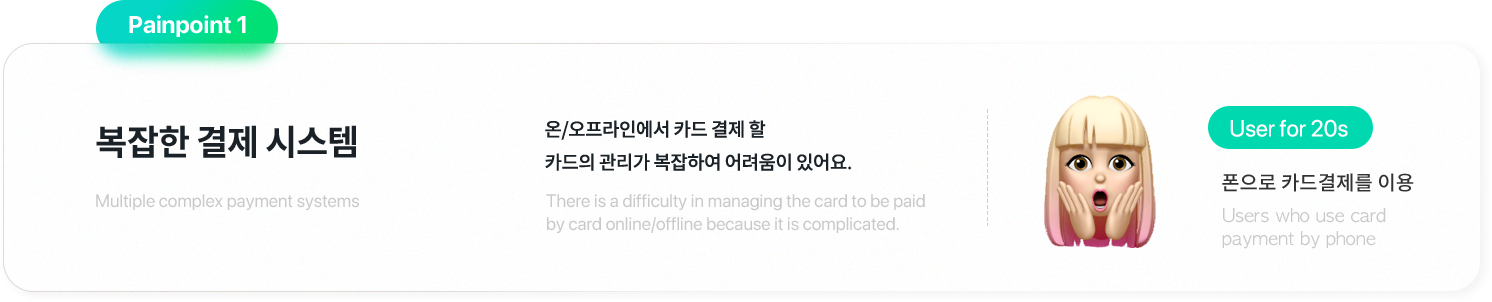 Painpoint 1
복잡한 결제 시스템
Multiple complex payment systems
온/오프라인에서 카드 결제 할
카드의 관리가 복잡하여 어려움이 있어요.
There is a difficulty in managing the card to be paid
by card online/offline because it is complicated.
User for 20s
폰으로 카드결제를 이용
Users who use card
payment by phone